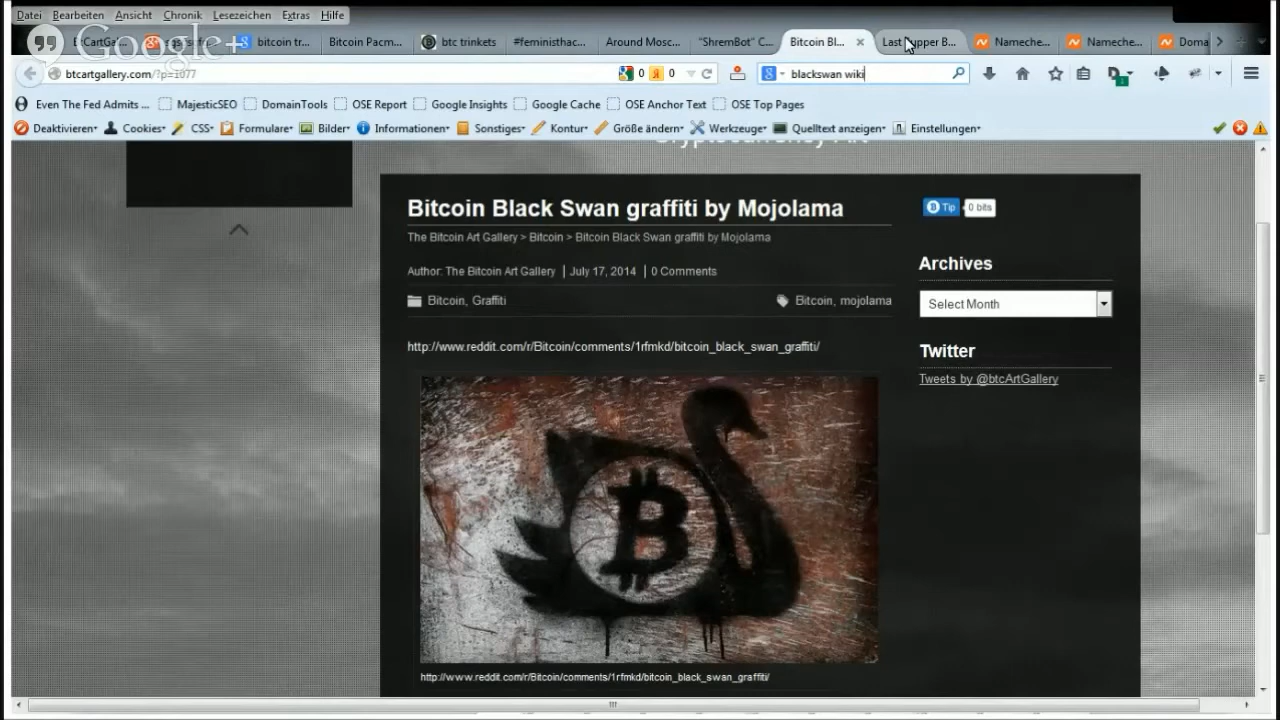 Datei Bearbeiten Ansicht Chronik Lesezeichen Extras Hilfe
Google+
bitcoin tr... Bitcoin Pacm... btc trinkets #feministhac... Around Mosc... "ShremBot" C... Bitcoin Bl... Last Supper B... Nameche... Nameche... Doma
btcartgallery.com/?p=1077 0 0 blackswan wiki
Even The Fed Admits ... MajesticSEO DomainTools OSE Report Google Insights Google Cache OSE Anchor Text OSE Top Pages
Deaktivieren Cookies CSS Formulare Bilder Informationen Sonstiges Kontur Größe ändern Werkzeuge Quelltext anzeigen Einstellungen
Cryptocurrency Art
Bitcoin Black Swan graffiti by Mojolama
Tip 0 bits
The Bitcoin Art Gallery > Bitcoin > Bitcoin Black Swan graffiti by Mojolama
Author: The Bitcoin Art Gallery | July 17, 2014 | 0 Comments
Bitcoin, Graffiti Bitcoin, mojolama
http://www.reddit.com/r/Bitcoin/comments/1rfmkd/bitcoin_black_swan_graffiti/
Archives
Select Month
Twitter
Tweets by @btcArtGallery
B
http://www.reddit.com/r/Bitcoin/comments/1rfmkd/bitcoin_black_swan_graffiti/